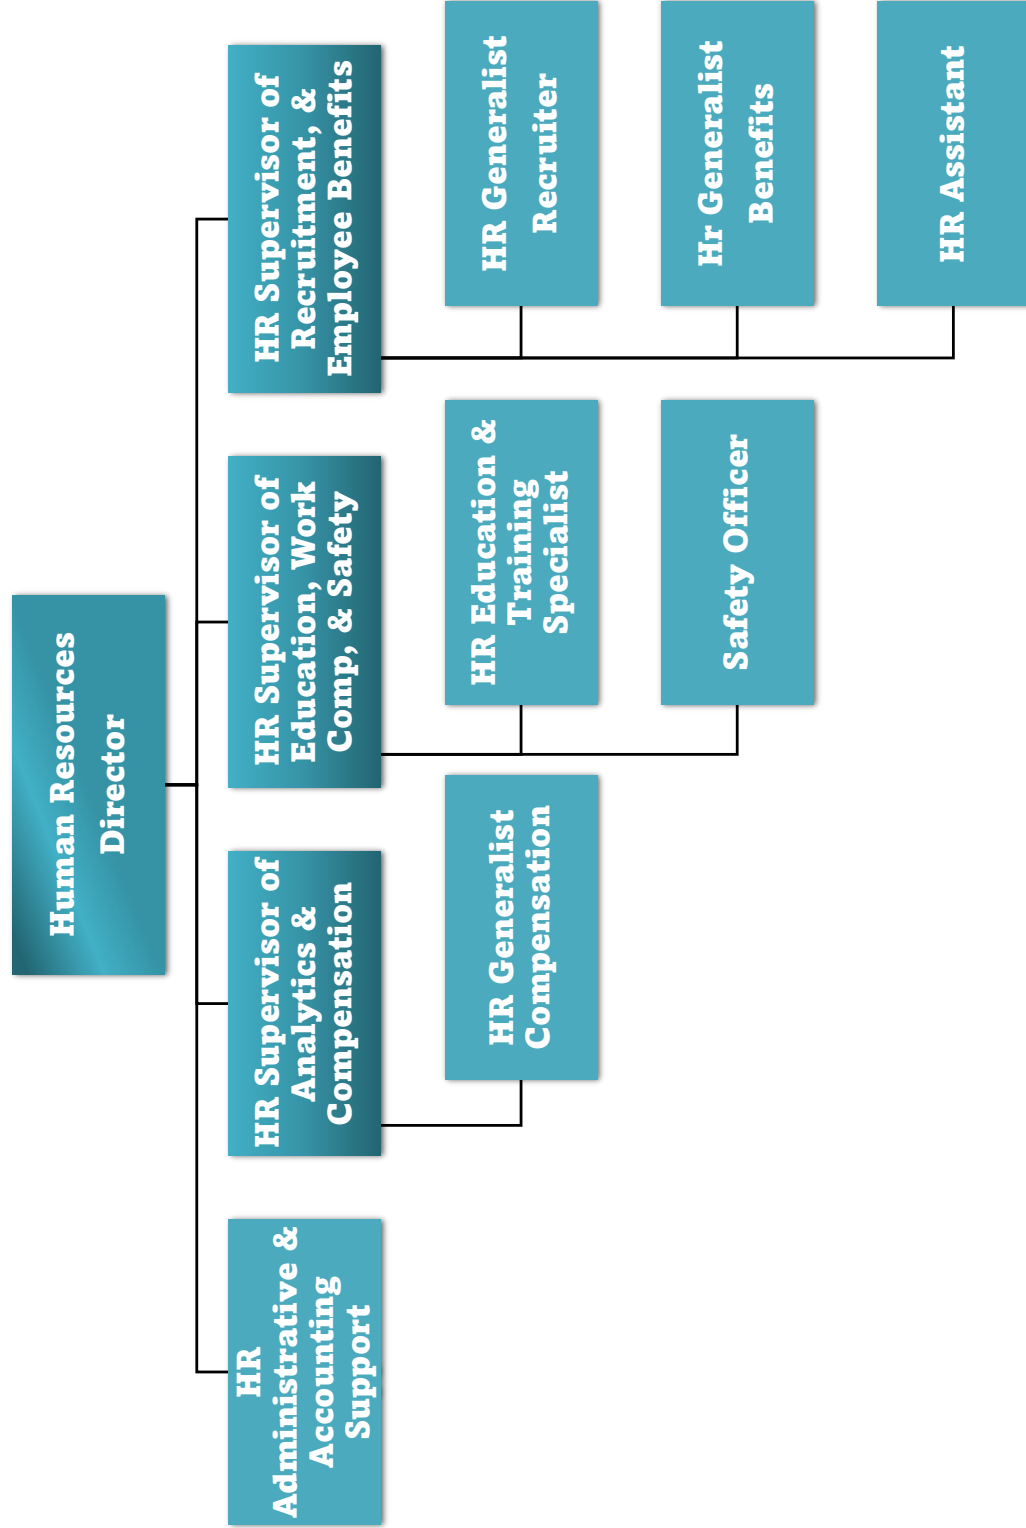 Human Resources
Director
HR
Administrative &
Accounting
Support
HR Supervisor of
Analytics &
Compensation
HR Generalist
Compensation
HR Supervisor of
Education, Work
Comp, & Safety
HR Education &
Training
Specialist
Safety Officer
HR Supervisor of
Recruitment, &
Employee Benefits
HR Generalist
Recruiter
Hr Generalist
Benefits
HR Assistant